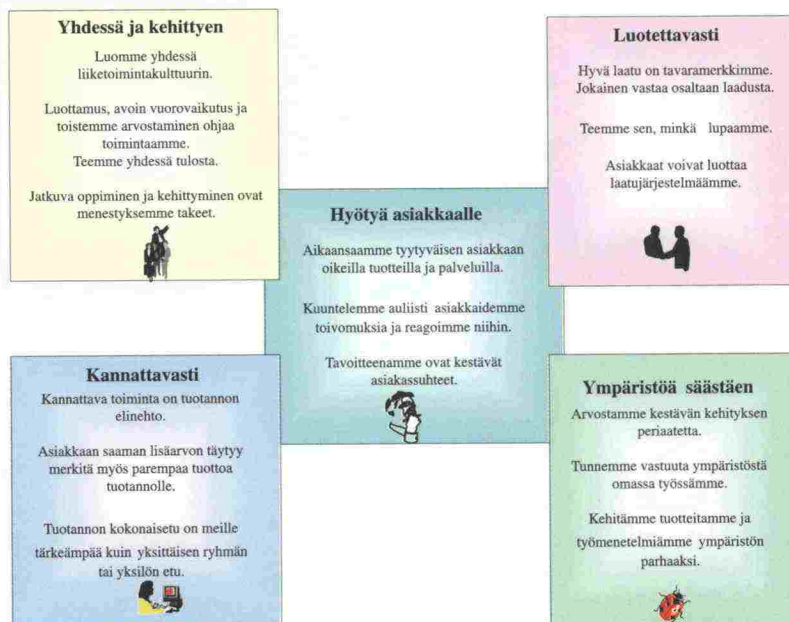 Yhdessä ja kehittyen
Luomme yhdessä
liiketoimintakulttuurin.
Luottamus, avoin vuorovaikutus ja
toistemme arvostaminen ohjaa
toimintaamme.
Teemme yhdessä tulosta.
Jatkuva oppiminen ja kehittyminen ovat
menestyksemme takeet.
Luotettavasti
Hyvä laatu on tavaramerkkimme.
Jokainen vastaa osaltaan laadusta.
Teemme sen, minkä lupaamme.
Asiakkaat voivat luottaa
laatujärjestelmäämme.
Hyötyä asiakkaalle
Aikaansaamme tyytyväisen asiakkaan
oikeilla tuotteilla ja palveluilla.
Kuuntelemme auliisti asiakkaidemme
toivomuksia ja reagoimme niihin.
Tavoitteenamme ovat kestävät
asiakassuhteet.
Kannattavasti
Kannattava toiminta on tuotannon
elinehto.
Asiakkaan saaman lisäarvon täytyy
merkitä myös parempaa tuottoa
tuotannolle.
Tuotannon kokonaisetu on meille
tärkeämpää kuin yksittäisen ryhmän
tai yksilön etu.
Ympäristöä säästäen
Arvostamme kestävän kehityksen
periaatetta.
Tunnemme vastuuta ympäristöstä
omassa työssämme.
Kehitämme tuotteitamme ja
työmenetelmiämme ympäristön
parhaaksi.